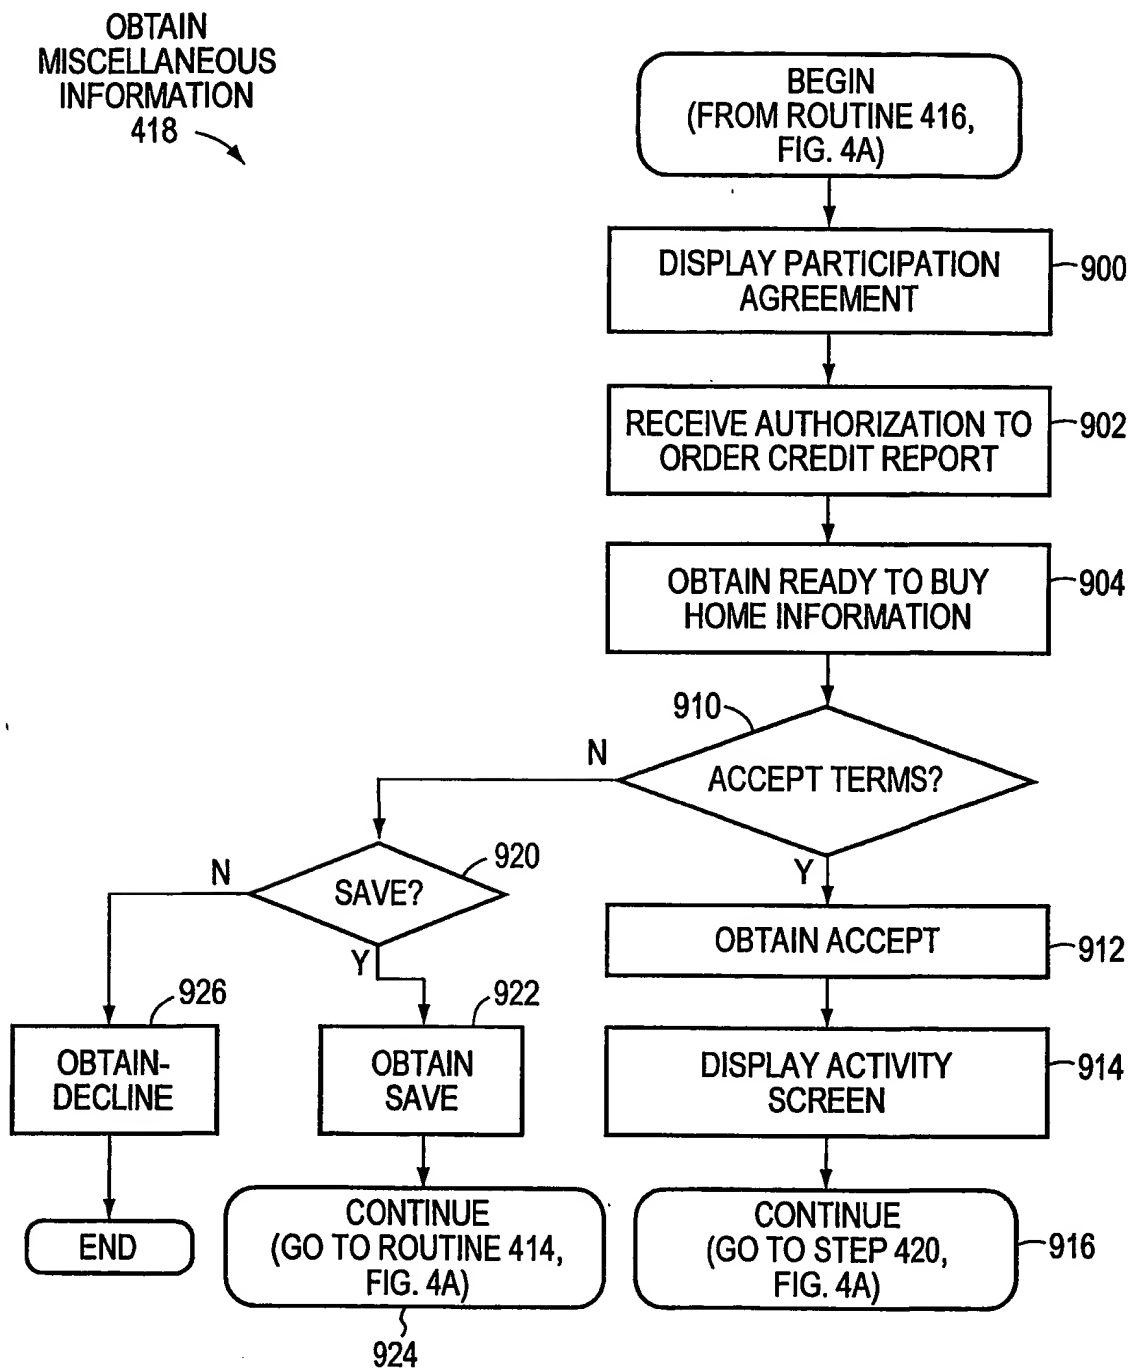 OBTAIN
MISCELLANEOUS
INFORMATION
418
BEGIN
(FROM ROUTINE 416,
FIG. 4A)
DISPLAY PARTICIPATION
AGREEMENT
900
RECEIVE AUTHORIZATION TO
ORDER CREDIT REPORT
902
OBTAIN READY TO BUY
HOME INFORMATION
904
910
N
ACCEPT TERMS?
Y
920
N
SAVE?
Y
OBTAIN ACCEPT
912
926
922
OBTAIN-
DECLINE
OBTAIN
SAVE
DISPLAY ACTIVITY
SCREEN
914
END
CONTINUE
(GO TO ROUTINE 414,
FIG. 4A)
924
CONTINUE
(GO TO STEP 420,
FIG. 4A)
916